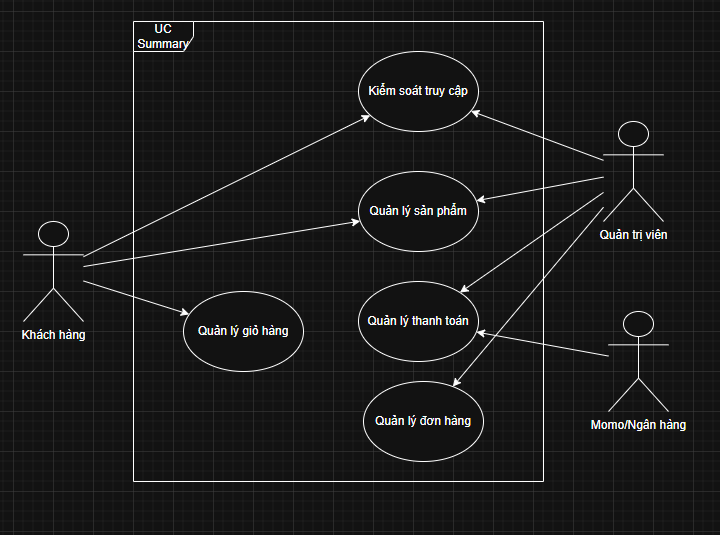 UC
Summary
Kiểm soát truy cập
Quản lý sản phẩm
Quản trị viên
Quản lý thanh toán
Quản lý giỏ hàng
Khách hàng
Quản lý đơn hàng
Momo/Ngân hàng